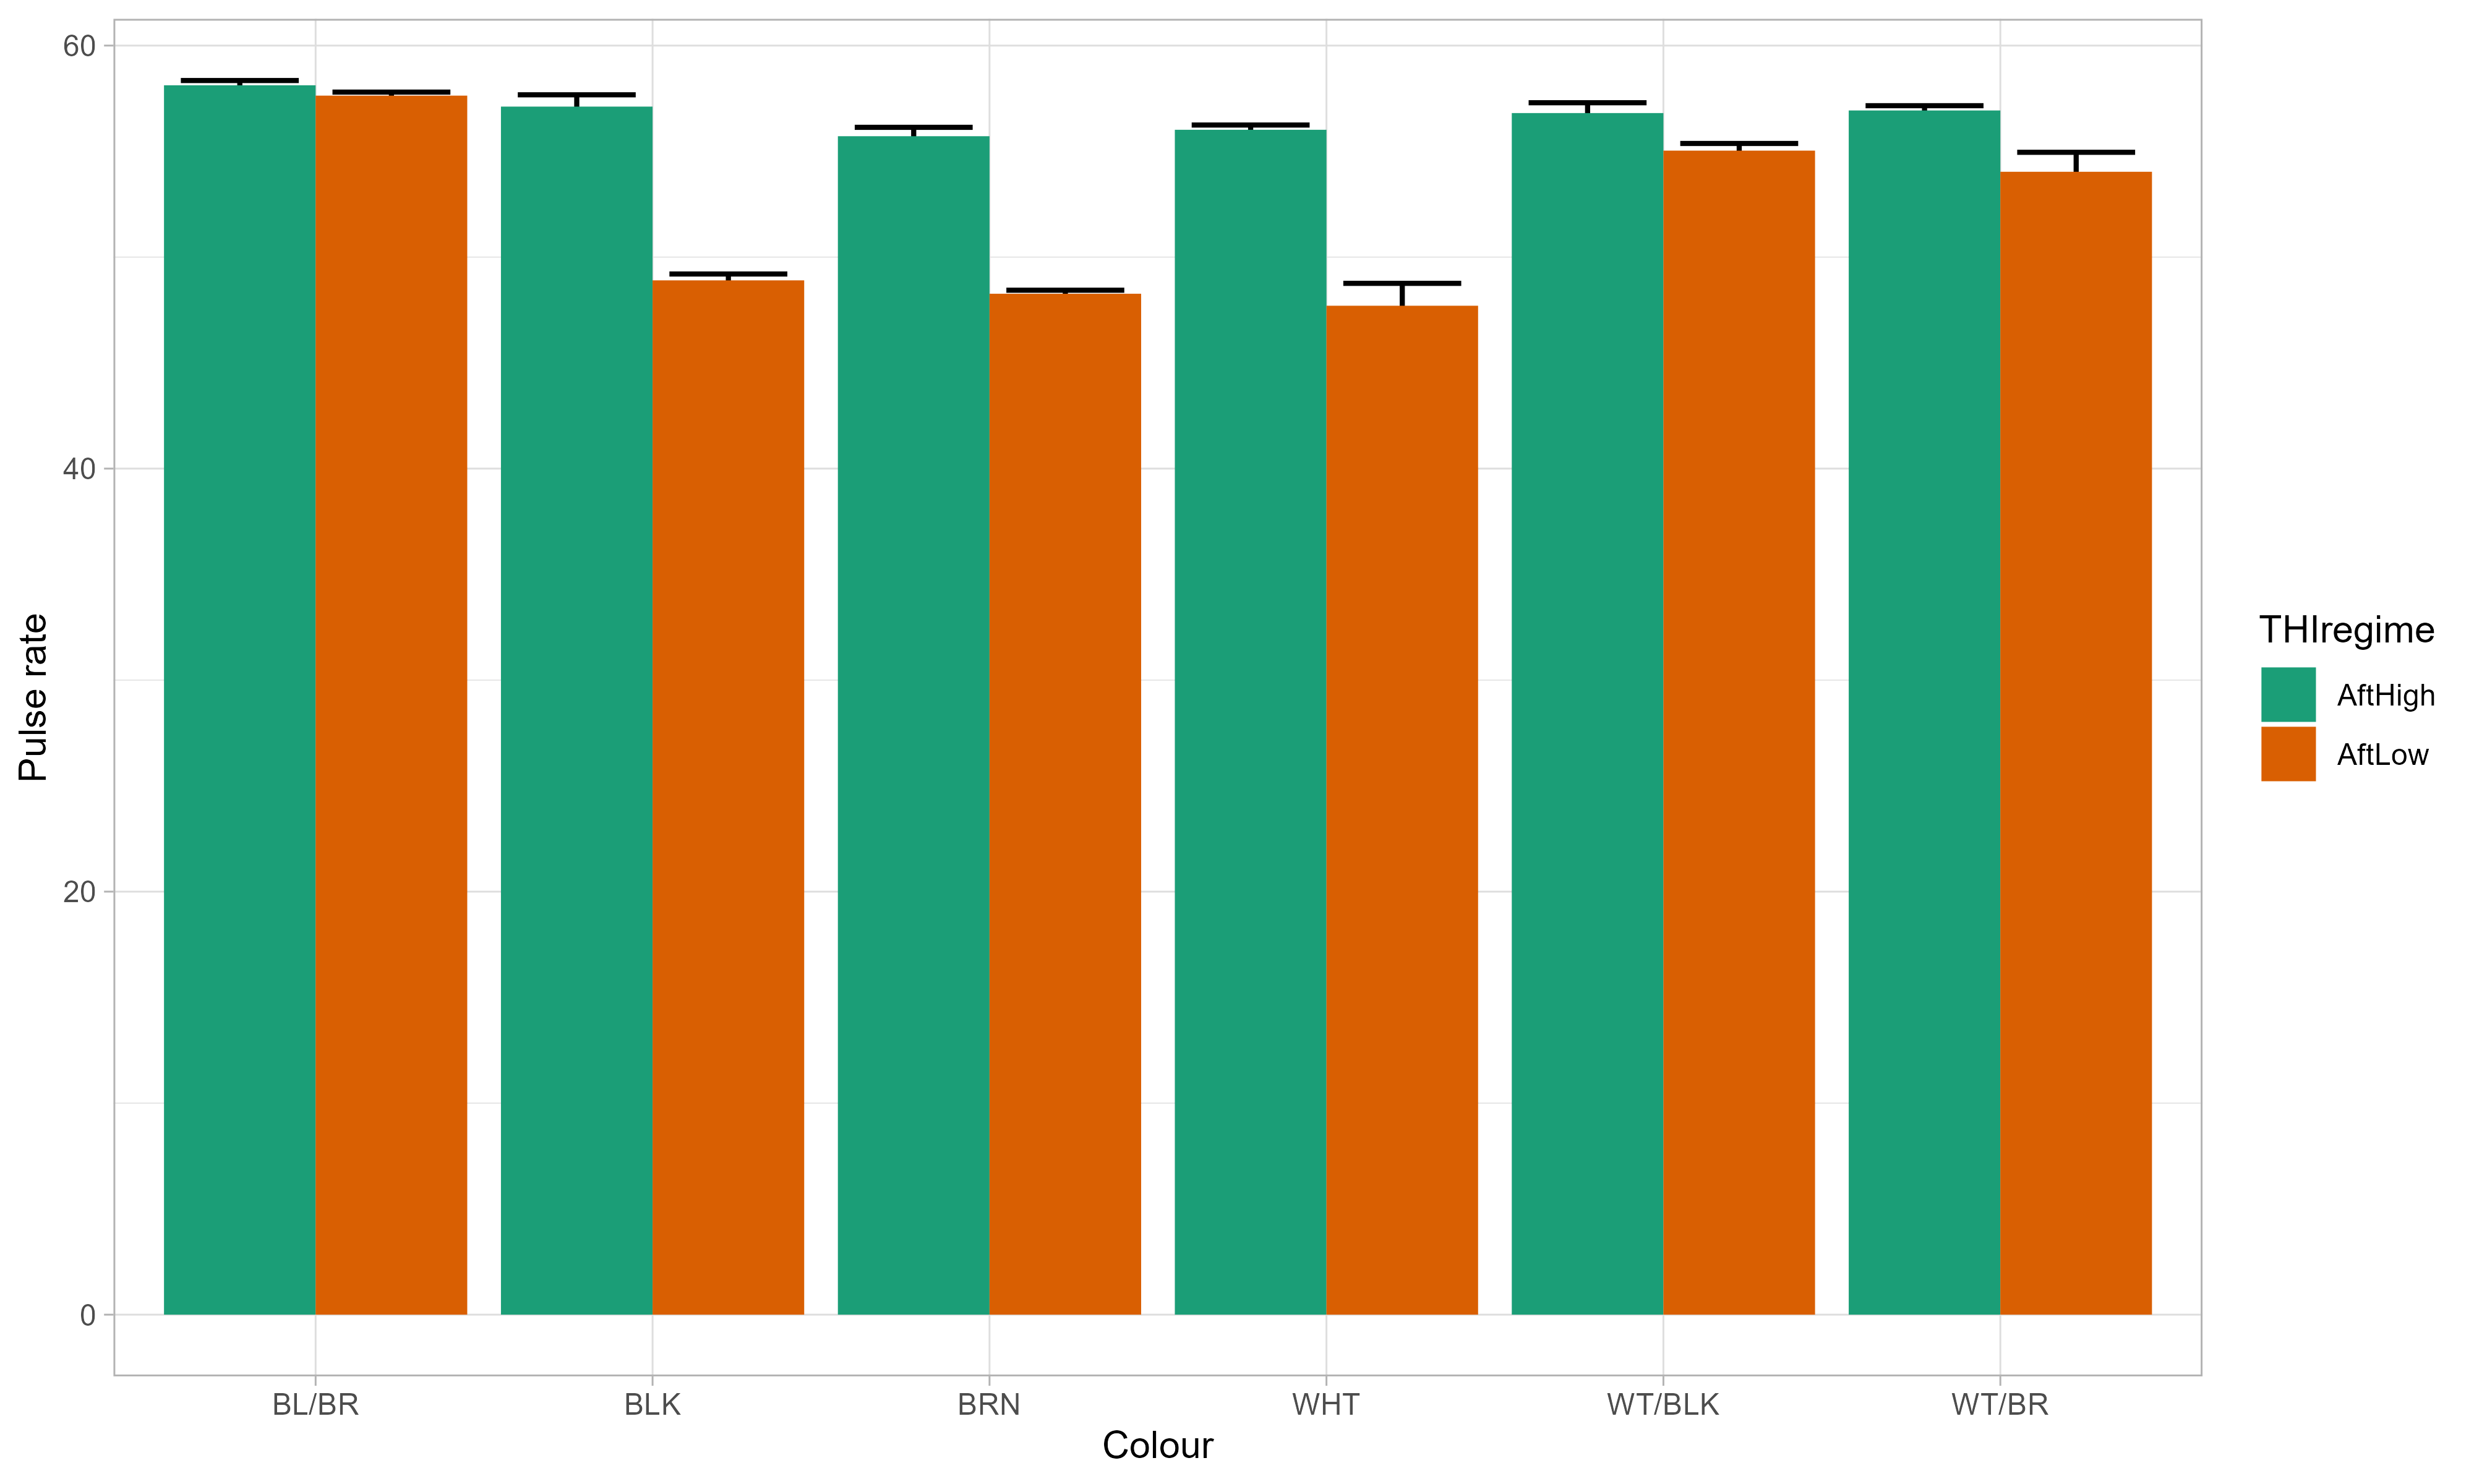 60
40
20
0
Pulse rate
BL/BR BLK BRN WHT WT/BLK WT/BR
Colour
THIregime
AftHigh
AftLow